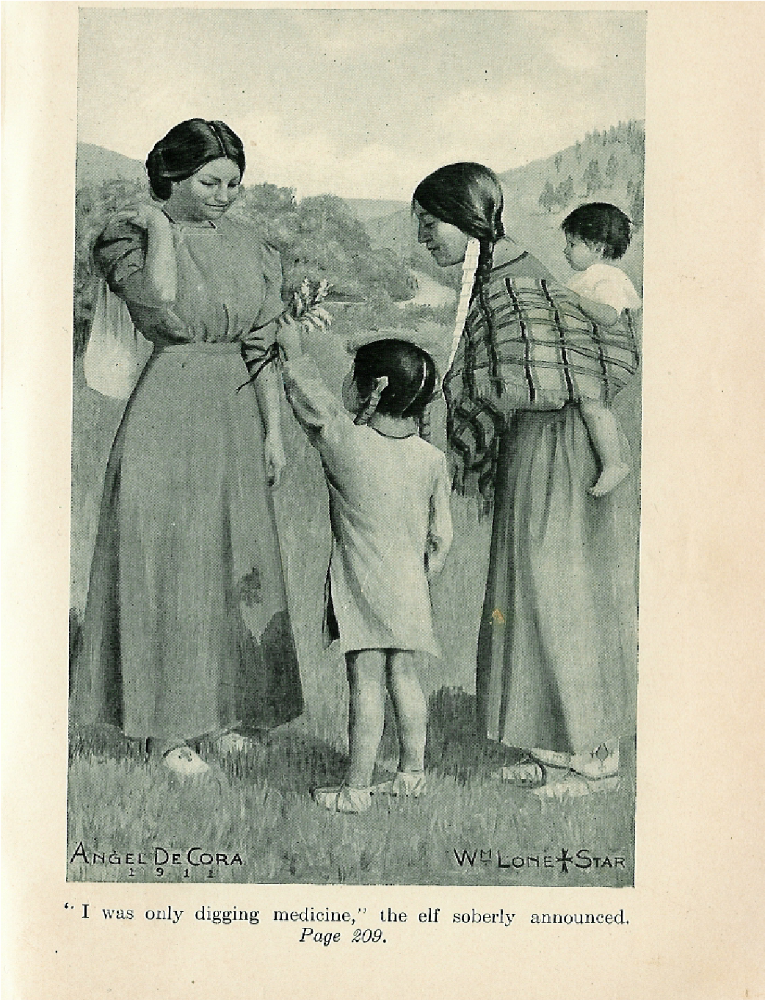 ANGEL DE CORA
1911
WM LONE STAR
"I was only digging medicine," the elf soberly announced.
Page 209.